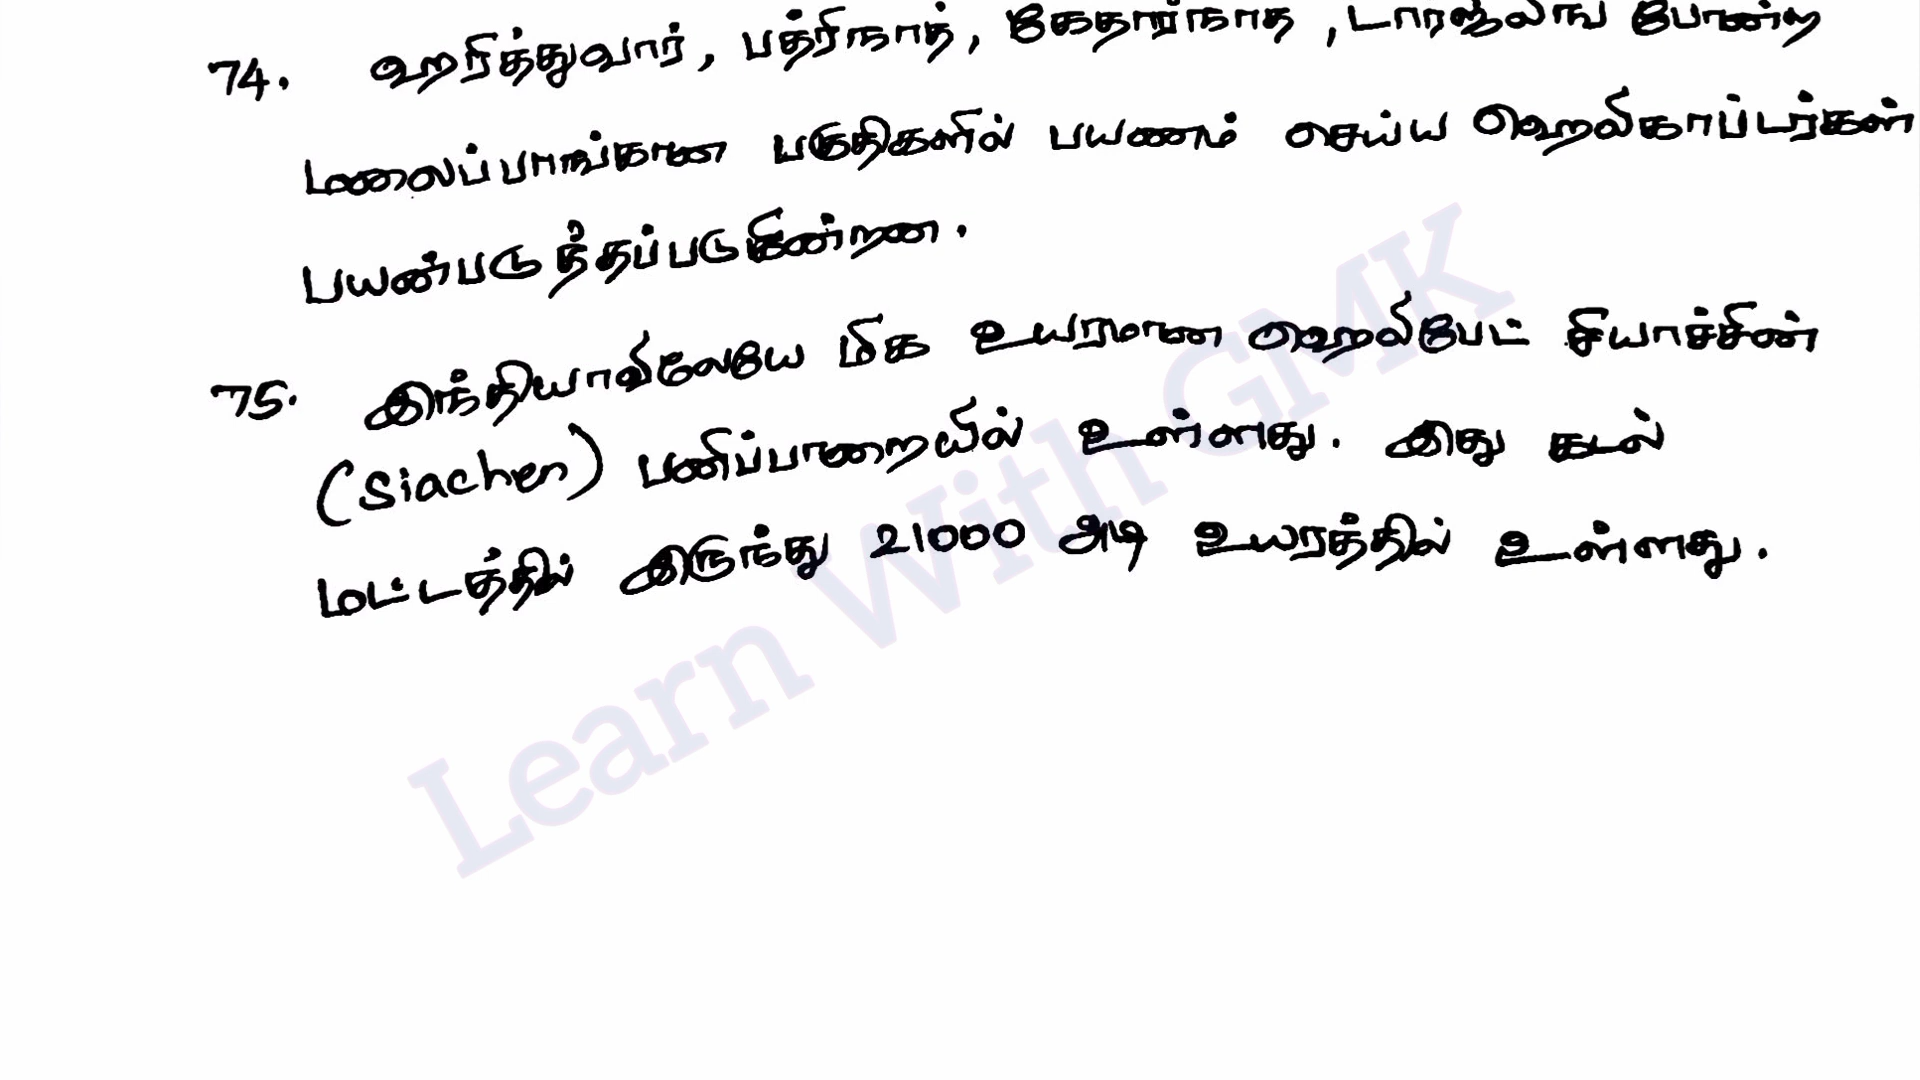 74. ஹரித்துவார், பத்ரிநாத், கேதார்நாத், டார்ஜிலிங் போன்ற
மலைப்பாங்கான பகுதிகளில் பயணம் செய்ய ஹெலிகாப்டர்கள்
பயன்படுத்தப்படுகின்றன.
75. இந்தியாவிலேயே மிக உயரமான ஹெலிபேட் சியாச்சின்
(Siachen) பனிப்பாறையில் உள்ளது. இது கடல்
மட்டத்தில் இருந்து 21000 அடி உயரத்தில் உள்ளது.
Learn With GMK